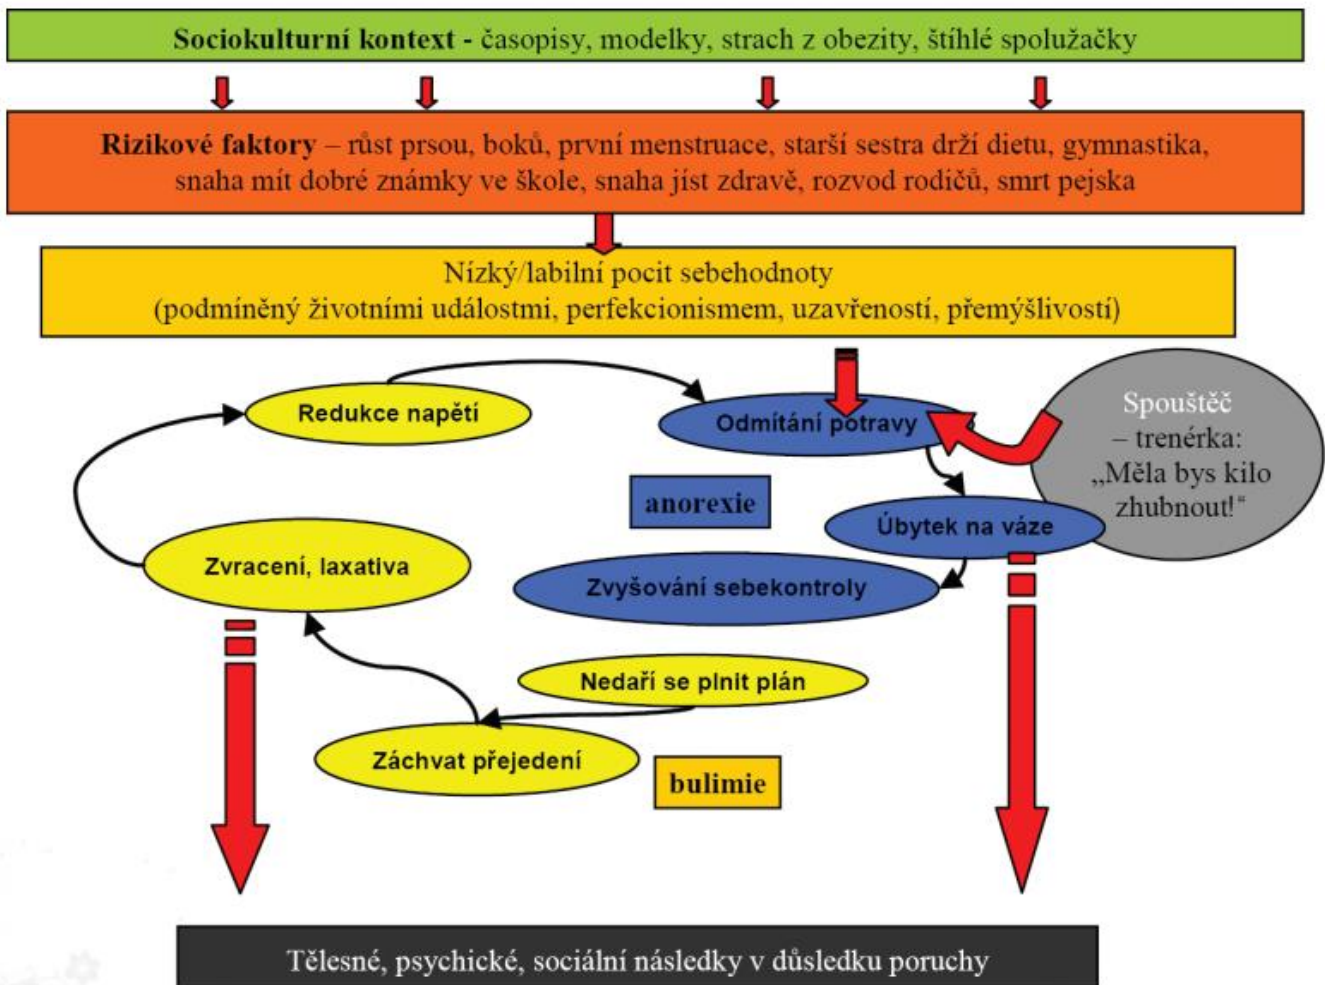 Sociokulturní kontext - časopisy, modelky, strach z obezity, štíhlé spolužačky
Rizikové faktory – růst prsou, boků, první menstruace, starší sestra drží dietu, gymnastika,
snaha mít dobré známky ve škole, snaha jíst zdravě, rozvod rodičů, smrt pejska
Nízký/labilní pocit sebehodnoty
(podmíněný životními událostmi, perfekcionismem, uzavřeností, přemýšlivostí)
Redukce napětí
Odmítání potravy
Spouštěč
– trenérka:
„Měla bys kilo
zhubnout!“
anorexie
Úbytek na váze
Zvracení, laxativa
Zvyšování sebekontroly
Nedaří se plnit plán
Záchvat přejedení
bulimie
Tělesné, psychické, sociální následky v důsledku poruchy